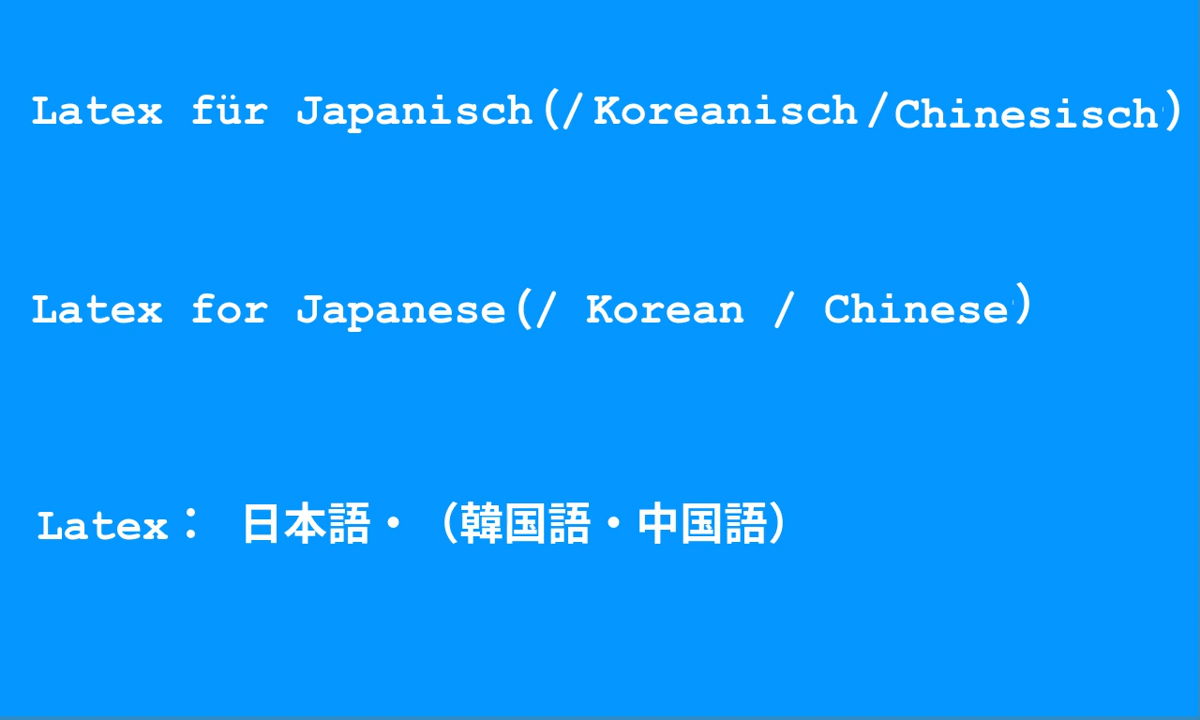 Latex für Japanisch(/Koreanisch/Chinesisch)
Latex for Japanese(/ Korean / Chinese)
Latex： 日本語・（韓国語・中国語）